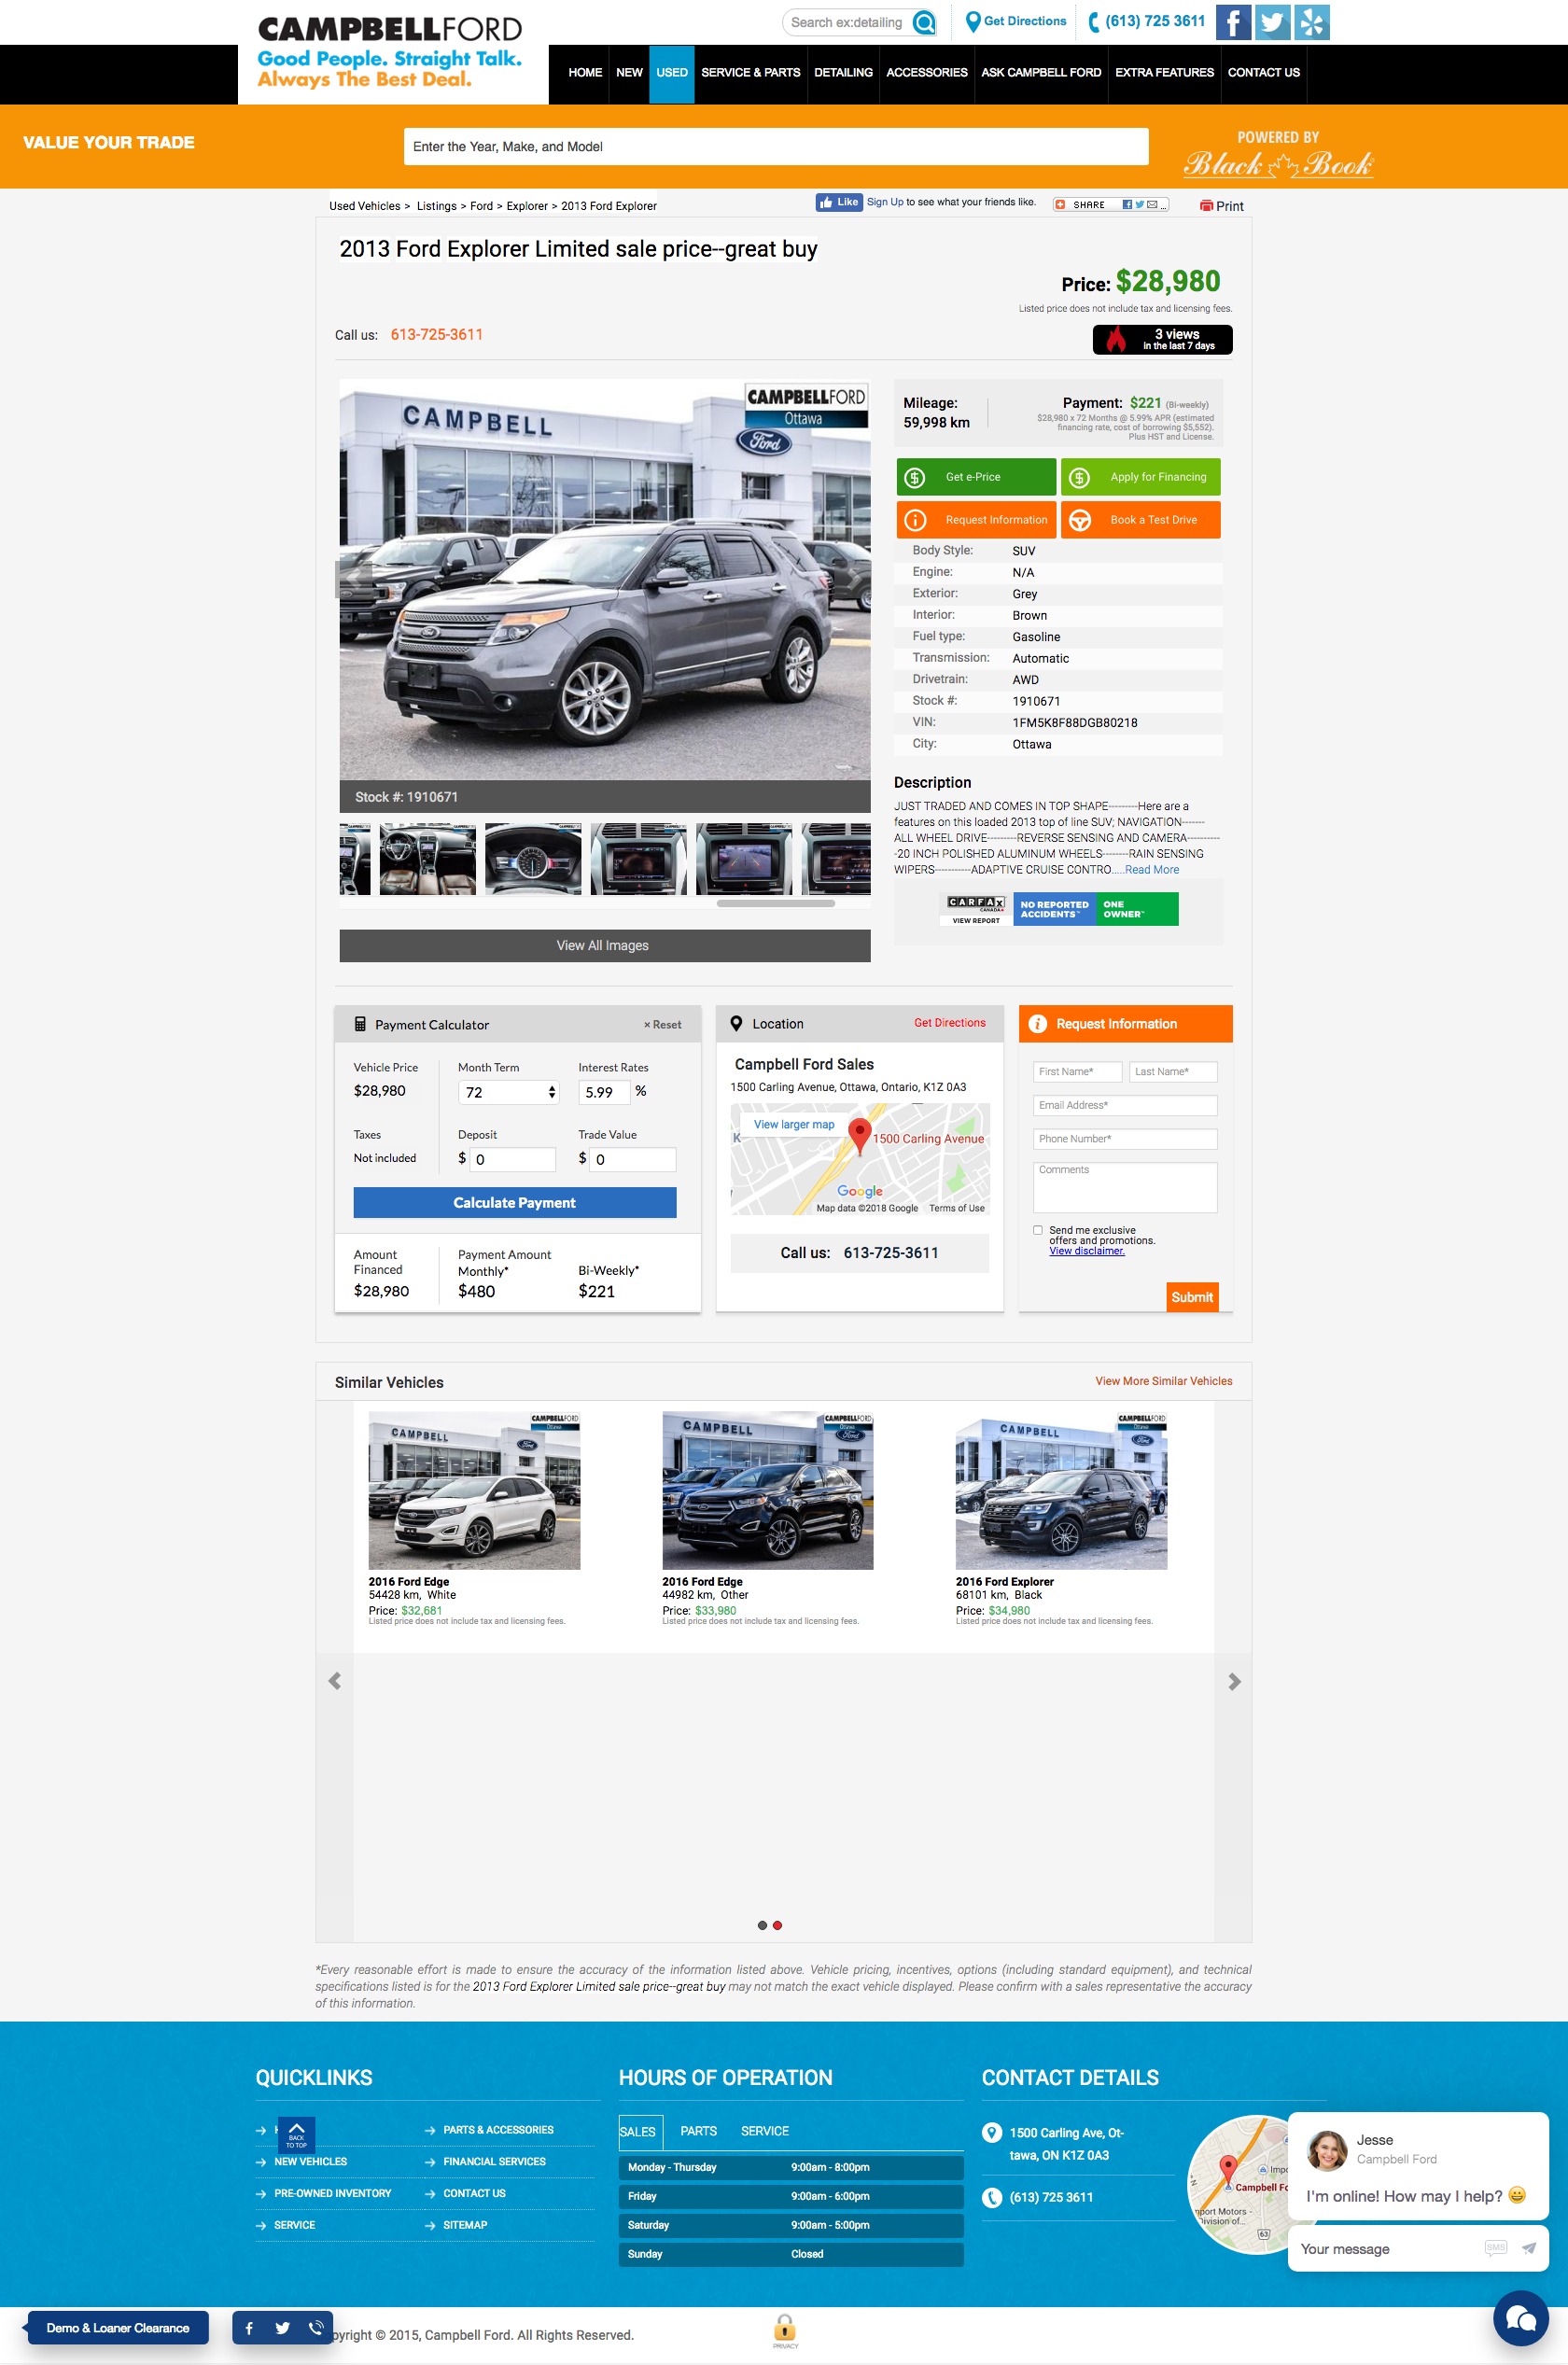 CAMPBELLFORD
Good People. Straight Talk.
Always The Best Deal.
Search ex:detailing
Get Directions
(613) 725 3611
HOME NEW USED SERVICE & PARTS DETAILING ACCESSORIES ASK CAMPBELL FORD EXTRA FEATURES CONTACT US
VALUE YOUR TRADE
Enter the Year, Make, and Model
POWERED BY
Black Book
Used Vehicles > Listings > Ford > Explorer > 2013 Ford Explorer
Like Sign Up to see what your friends like.
SHARE
Print
2013 Ford Explorer Limited sale price--great buy
Price: $28,980
Listed price does not include tax and licensing fees.
Call us: 613-725-3611
3 views
in the last 7 days
CAMPBELL
CAMPBELLFORD
Ottawa
Ford
Stock #: 1910671
View All Images
Mileage:
59,998 km
Payment: $221 (Bi-weekly)
$28,980 x 72 Months @ 5.99% APR (estimated
financing rate, cost of borrowing $5,552).
Plus HST and License.
Get e-Price
Apply for Financing
Request Information
Book a Test Drive
Body Style: SUV
Engine: N/A
Exterior: Grey
Interior: Brown
Fuel type: Gasoline
Transmission: Automatic
Drivetrain: AWD
Stock #: 1910671
VIN: 1FM5K8F88DGB80218
City: Ottawa
Description
JUST TRADED AND COMES IN TOP SHAPE---------Here are a
features on this loaded 2013 top of line SUV; NAVIGATION-------
ALL WHEEL DRIVE---------REVERSE SENSING AND CAMERA----------
-20 INCH POLISHED ALUMINUM WHEELS--------RAIN SENSING
WIPERS-----------ADAPTIVE CRUISE CONTRO.....Read More
CARFAX
CANADA
VIEW REPORT
NO REPORTED
ACCIDENTS™
ONE
OWNER™
Payment Calculator
× Reset
Vehicle Price Month Term Interest Rates
$28,980 72 5.99 %
Taxes Deposit Trade Value
Not included $ 0 $ 0
Calculate Payment
Amount
Financed
$28,980
Payment Amount
Monthly*
$480
Bi-Weekly*
$221
Location
Get Directions
Campbell Ford Sales
1500 Carling Avenue, Ottawa, Ontario, K1Z 0A3
View larger map
1500 Carling Avenue
Google
Map data ©2018 Google Terms of Use
Call us: 613-725-3611
Request Information
First Name* Last Name*
Email Address*
Phone Number*
Comments
Send me exclusive
offers and promotions.
View disclaimer.
Submit
Similar Vehicles
View More Similar Vehicles
CAMPBELL
CAMPBELLFORD
CAMPBELL
CAMPBELLFORD
CAMPBELL
CAMPBELLFORD
2016 Ford Edge
54428 km, White
Price: $32,681
Listed price does not include tax and licensing fees.
2016 Ford Edge
44982 km, Other
Price: $33,980
Listed price does not include tax and licensing fees.
2016 Ford Explorer
68101 km, Black
Price: $34,980
Listed price does not include tax and licensing fees.
*Every reasonable effort is made to ensure the accuracy of the information listed above. Vehicle pricing, incentives, options (including standard equipment), and technical
specifications listed is for the 2013 Ford Explorer Limited sale price--great buy may not match the exact vehicle displayed. Please confirm with a sales representative the accuracy
of this information.
QUICKLINKS
BACK
TO TOP
NEW VEHICLES
PRE-OWNED INVENTORY
SERVICE
PARTS & ACCESSORIES
FINANCIAL SERVICES
CONTACT US
SITEMAP
HOURS OF OPERATION
SALES PARTS SERVICE
Monday - Thursday 9:00am - 8:00pm
Friday 9:00am - 6:00pm
Saturday 9:00am - 5:00pm
Sunday Closed
CONTACT DETAILS
1500 Carling Ave, Ot-
tawa, ON K1Z 0A3
(613) 725 3611
Campbell Fo
63
Jesse
Campbell Ford
I'm online! How may I help?
Your message
SMS
Demo & Loaner Clearance
pyright © 2015, Campbell Ford. All Rights Reserved.
PRIVACY